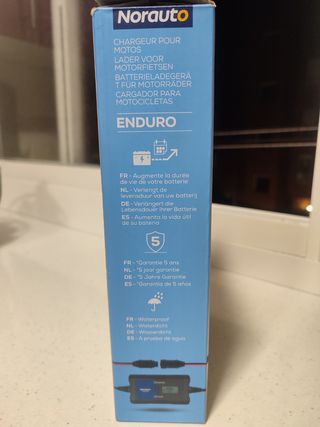 Norauto
CHARGEUR POUR
MOTOS
LADER VOOR
MOTORFIETSEN
BATTERIELADEGERÄ
T FÜR MOTORRÄDER
CARGADOR PARA
MOTOCICLETAS
ENDURO
FR - Augmente la durée
de vie de votre batterie
NL - Verlengt de
levensduur van uw batterij
DE - Verlängert die
Lebensdauer Ihrer Batterie
ES - Aumenta la vida útil
de su batería
5
FR - *Garantie 5 ans
NL - *5 jaar garantie
DE - *5 Jahre Garantie
ES - *Garantía de 5 años
FR - Waterproof
NL - Waterdicht
DE - Wasserdicht
ES - A prueba de agua